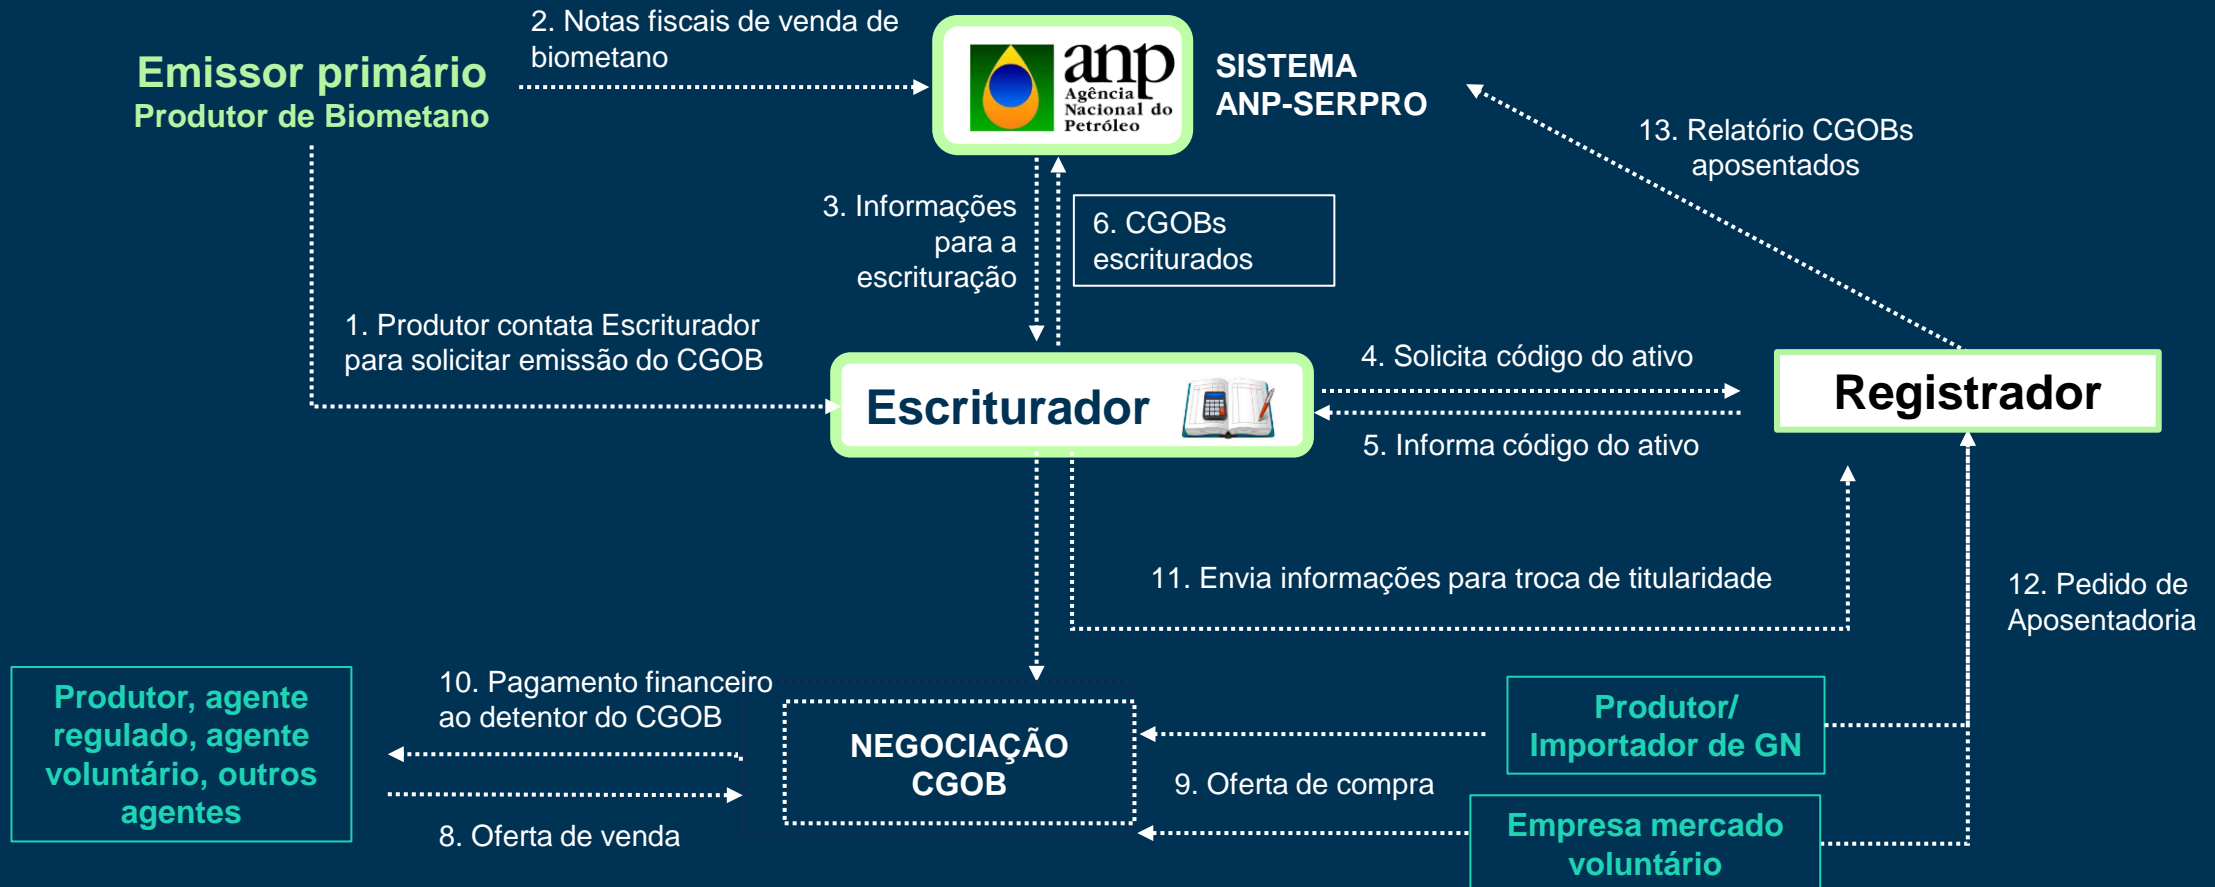 2. Notas fiscais de venda de
biometano
Emissor primário
Produtor de Biometano
anp
Agência
Nacional do
Petróleo
SISTEMA
ANP-SERPRO
13. Relatório CGOBs
aposentados
3. Informações
para a
escrituração
6. CGOBs
escriturados
1. Produtor contata Escriturador
para solicitar emissão do CGOB
Escriturador
4. Solicita código do ativo
5. Informa código do ativo
Registrador
11. Envia informações para troca de titularidade
12. Pedido de
Aposentadoria
Produtor, agente
regulado, agente
voluntário, outros
agentes
10. Pagamento financeiro
ao detentor do CGOB
8. Oferta de venda
NEGOCIAÇÃO
CGOB
9. Oferta de compra
Produtor/
Importador de GN
Empresa mercado
voluntário